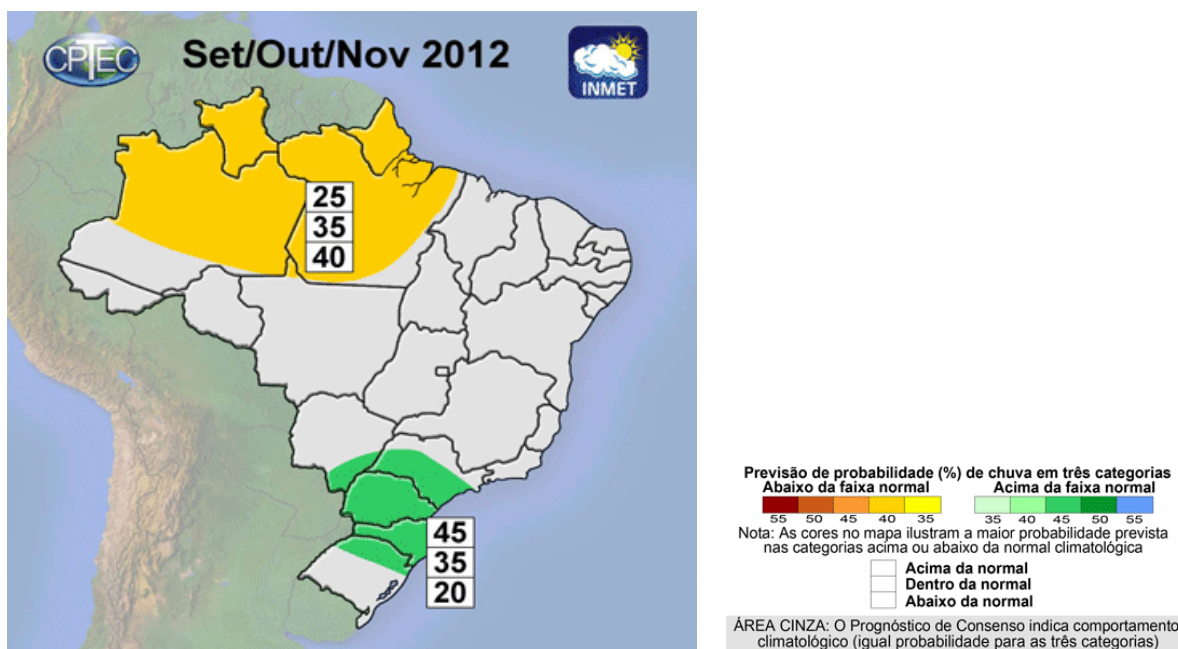 CPTEC
Set/Out/Nov 2012
INMET
25
35
40
45
35
20
Previsão de probabilidade (%) de chuva em três categorias
Abaixo da faixa normal Acima da faixa normal
55 50 45 40 35 35 40 45 50 55
Nota: As cores no mapa ilustram a maior probabilidade prevista
nas categorias acima ou abaixo da normal climatológica
Acima da normal
Dentro da normal
Abaixo da normal
ÁREA CINZA: O Prognóstico de Consenso indica comportamento
climatológico (igual probabilidade para as três categorias)